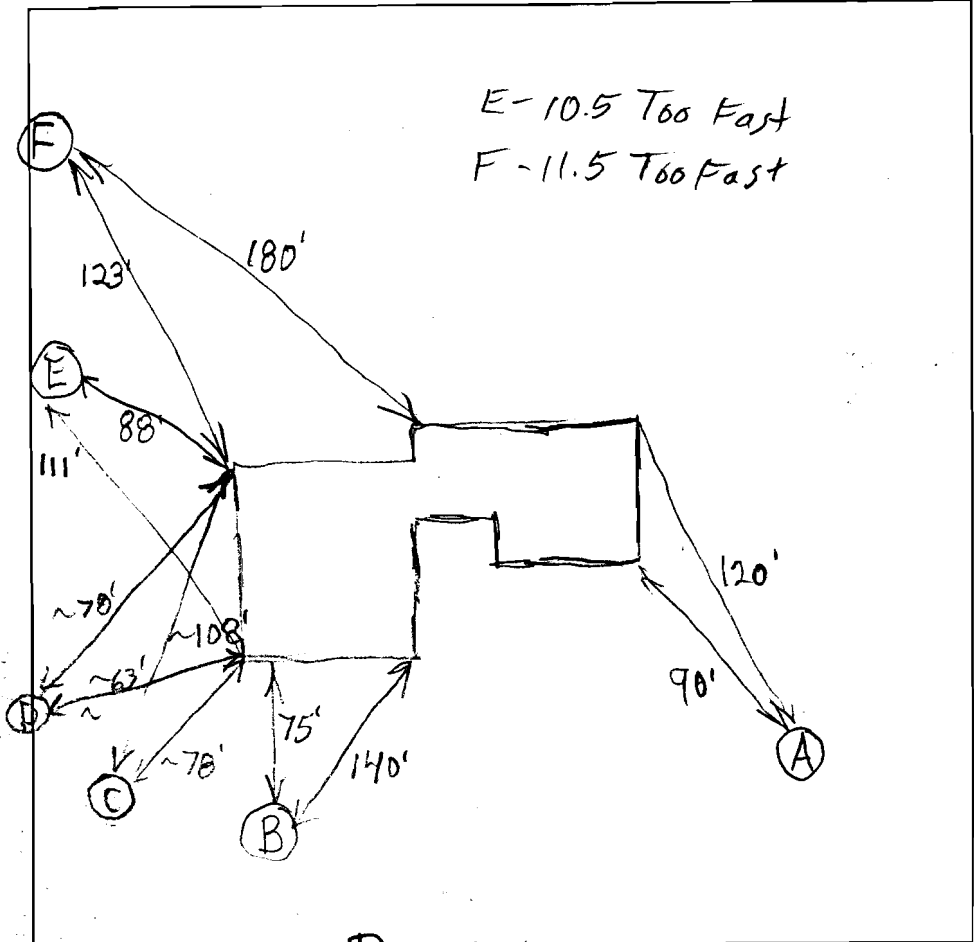 E-10.5 Too Fast
F-11.5 Too Fast
F
180'
123'
E
88'
111'
~70'
~108'
120'
~63'
90'
D
75'
~78'
140'
A
C
B